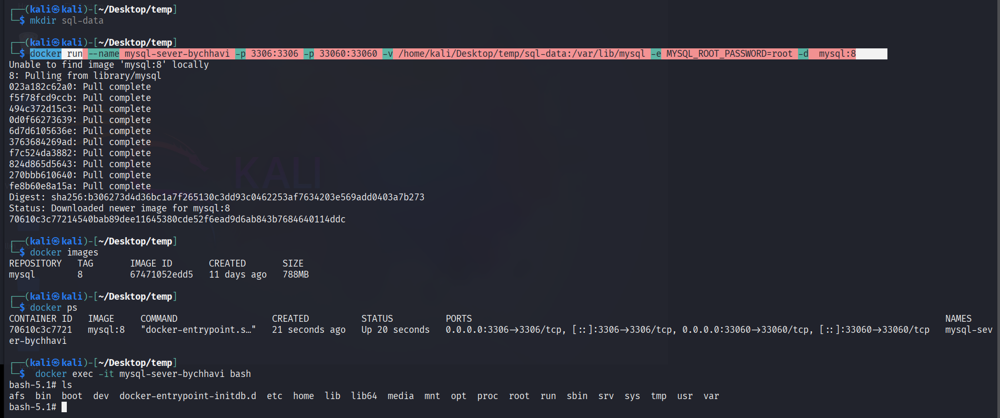 ┌──(kali㉿kali)-[~/Desktop/temp]
└─$ mkdir sql-data
┌──(kali㉿kali)-[~/Desktop/temp]
└─$ docker run --name mysql-sever-bychhavi -p 3306:3306 -p 33060:33060 -v /home/kali/Desktop/temp/sql-data:/var/lib/mysql -e MYSQL_ROOT_PASSWORD=root -d  mysql:8
Unable to find image 'mysql:8' locally
8: Pulling from library/mysql
023a182c62a0: Pull complete
f5f78fcd9ccb: Pull complete
494c372d15c3: Pull complete
0d0f66273639: Pull complete
6d7d6105636e: Pull complete
3763684269ad: Pull complete
f7c524da3882: Pull complete
824d865d5643: Pull complete
270bbb610640: Pull complete
fe8b60e8a15a: Pull complete
Digest: sha256:b306273d4d36bc1a7f265130c3dd93c0462253af7634203e569add0403a7b273
Status: Downloaded newer image for mysql:8
70610c3c77214540bab89dee11645380cde52f6ead9d6ab843b7684640114ddc
┌──(kali㉿kali)-[~/Desktop/temp]
└─$ docker images
REPOSITORY   TAG       IMAGE ID       CREATED       SIZE
mysql        8         67471052edd5   11 days ago   788MB
┌──(kali㉿kali)-[~/Desktop/temp]
└─$ docker ps
CONTAINER ID   IMAGE     COMMAND                  CREATED          STATUS          PORTS                                                                                          NAMES
70610c3c7721   mysql:8   "docker-entrypoint.s…"   21 seconds ago   Up 20 seconds   0.0.0.0:3306->3306/tcp, [::]:3306->3306/tcp, 0.0.0.0:33060->33060/tcp, [::]:33060->33060/tcp   mysql-sev
er-bychhavi
┌──(kali㉿kali)-[~/Desktop/temp]
└─$  docker exec -it mysql-sever-bychhavi bash
bash-5.1# ls
afs  bin  boot  dev  docker-entrypoint-initdb.d  etc  home  lib  lib64  media  mnt  opt  proc  root  run  sbin  srv  sys  tmp  usr  var
bash-5.1#
KALI